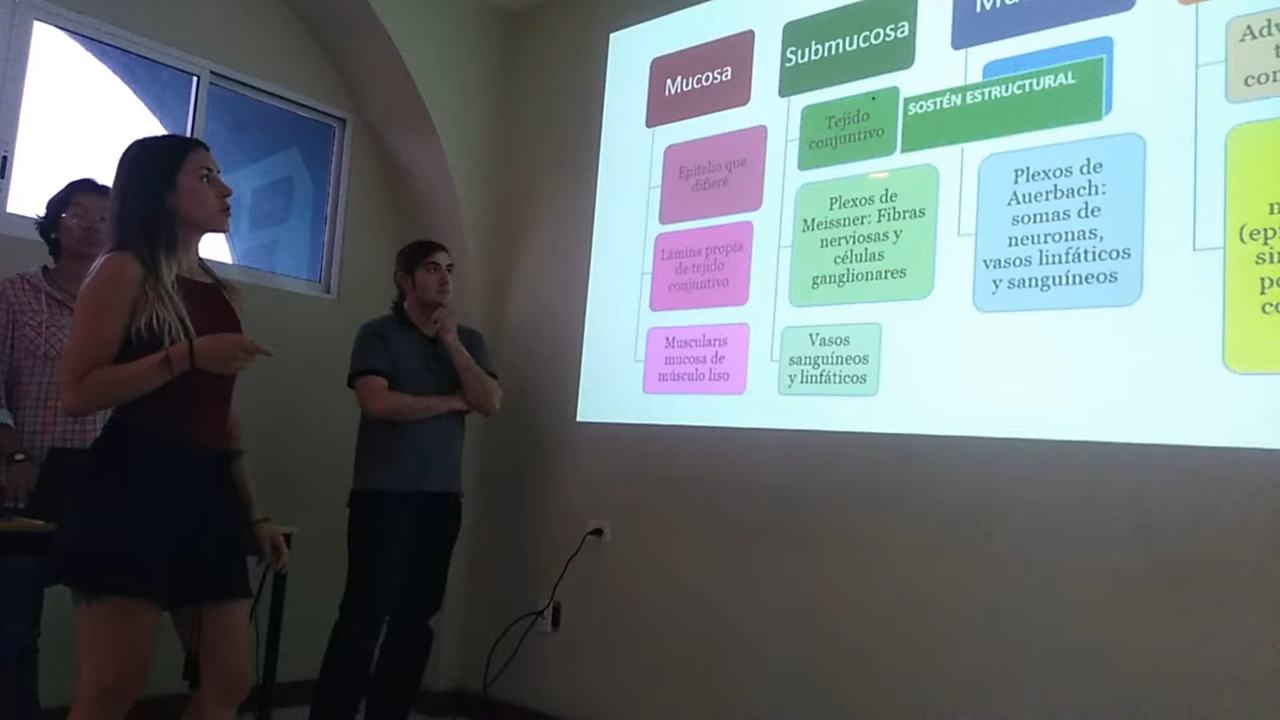 Mucosa
Epitelio que
difiere
Lámina propia
de tejido
conjuntivo
Muscularis
mucosa de
músculo liso
Submucosa
Tejido
conjuntivo
SOSTÉN ESTRUCTURAL
Plexos de
Meissner: Fibras
nerviosas y
células
ganglionares
Vasos
sanguíneos
y linfáticos
Plexos de
Auerbach:
somas de
neuronas,
vasos linfáticos
y sanguíneos